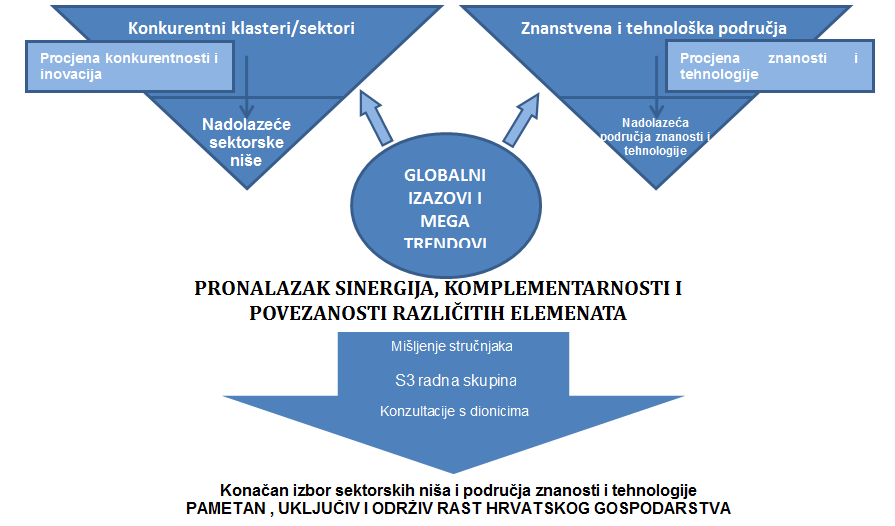 Konkurentni klasteri/sektori
Procjena konkurentnosti i
inovacija
Nadolazeće
sektorske
niše
Znanstvena i tehnološka područja
Procjena znanosti i
tehnologije
Nadolazeća
područja znanosti i
tehnologije
GLOBALNI
IZAZOVI I
MEGA
TRENDOVI
PRONALAZAK SINERGIJA, KOMPLEMENTARNOSTI I
POVEZANOSTI RAZLIČITIH ELEMENATA
Mišljenje stručnjaka
S3 radna skupina
Konzultacije s dionicima
Konačan izbor sektorskih niša i područja znanosti i tehnologije
PAMETAN , UKLJUČIV I ODRŽIV RAST HRVATSKOG GOSPODARSTVA